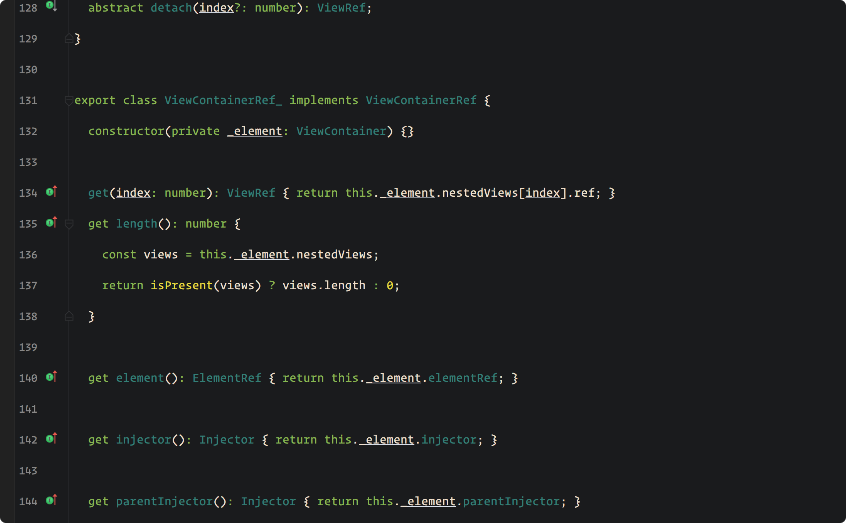 128 abstract detach(index?: number): ViewRef;
129 }
130
131 export class ViewContainerRef_ implements ViewContainerRef {
132 constructor(private _element: ViewContainer) {}
133
134 get(index: number): ViewRef { return this._element.nestedViews[index].ref; }
135 get length(): number {
136 const views = this._element.nestedViews;
137 return isPresent(views) ? views.length : 0;
138 }
139
140 get element(): ElementRef { return this._element.elementRef; }
141
142 get injector(): Injector { return this._element.injector; }
143
144 get parentInjector(): Injector { return this._element.parentInjector; }